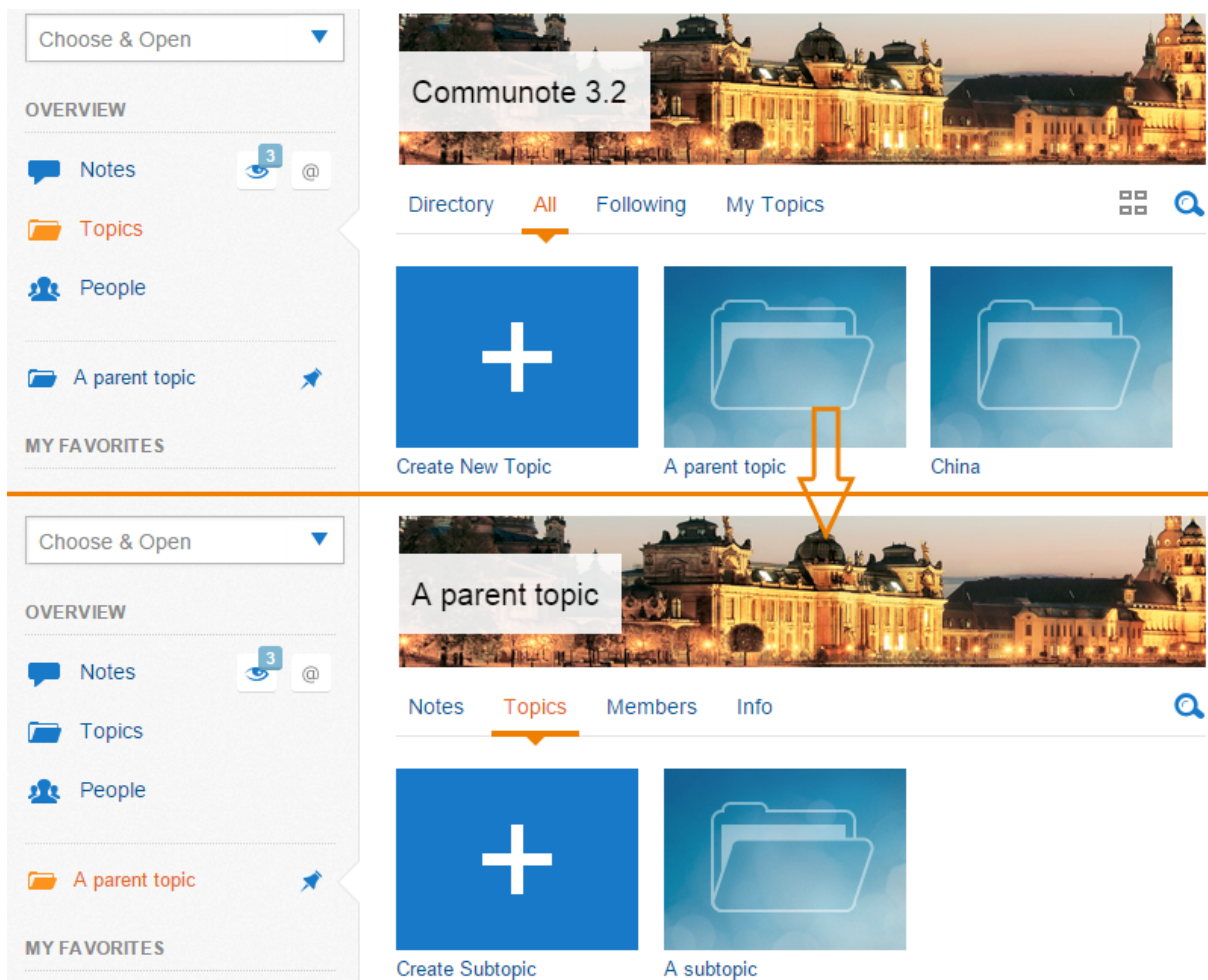 Choose & Open
OVERVIEW
Notes
3
@
Topics
People
A parent topic
MY FAVORITES
Communote 3.2
Directory All Following My Topics
Create New Topic A parent topic China
Choose & Open
OVERVIEW
Notes
3
@
Topics
People
A parent topic
MY FAVORITES
A parent topic
Notes Topics Members Info
Create Subtopic A subtopic